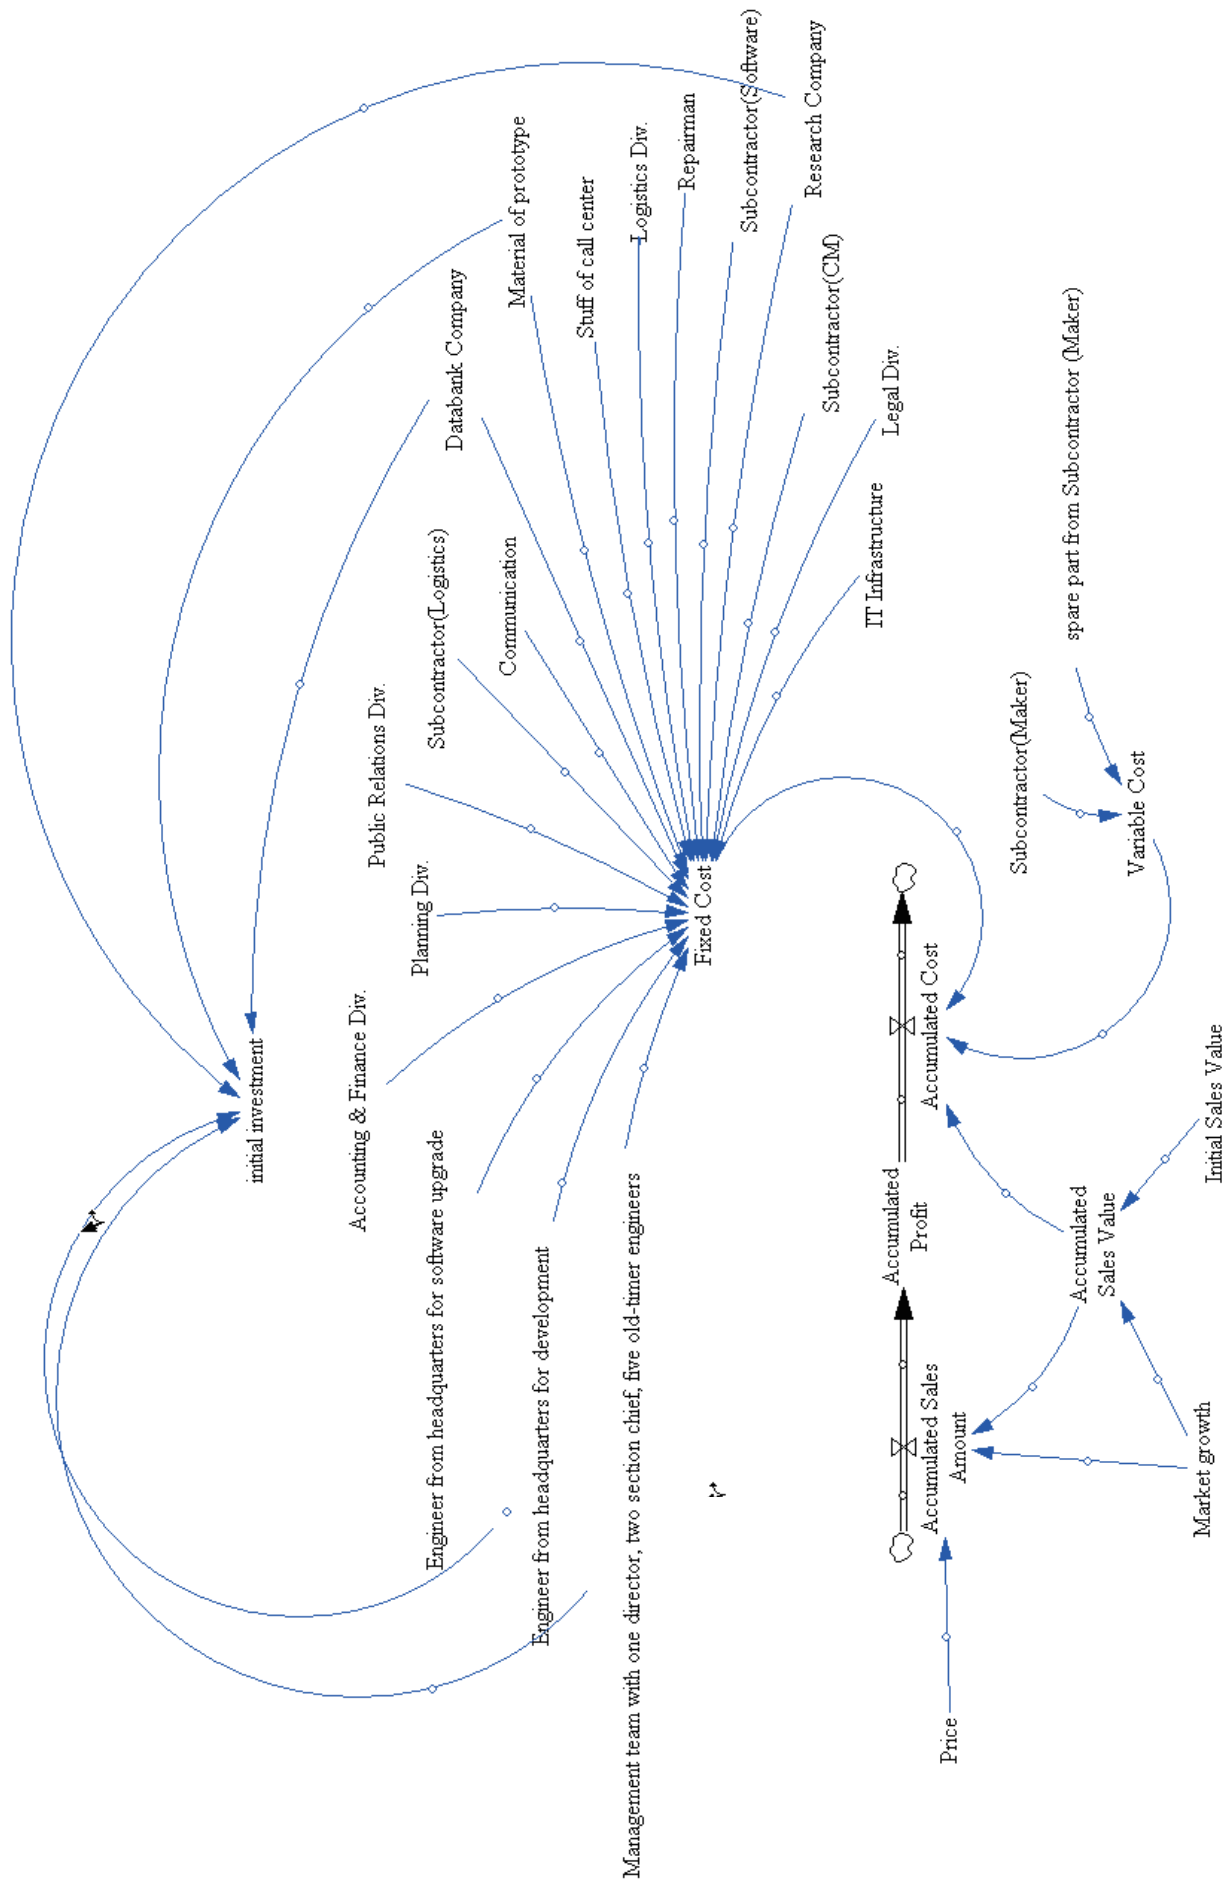 initial investment
Accounting & Finance Div.
Planning Div.
Public Relations Div.
Subcontractor(Logistics)
Communication
Databank Company
Material of prototype
Stuff of call center
Logistics Div.
Repairman
Subcontractor(Software)
Research Company
Subcontractor(CM)
Legal Div.
IT Infrastructure
Engineer from headquarters for software upgrade
Engineer from headquarters for development
Management team with one director, two section chief, five old-timer engineers
Fixed Cost
Accumulated
Profit
Accumulated Sales
Amount
Accumulated Cost
Price
Accumulated
Sales Value
Market growth
Initial Sales Value
Subcontractor(Maker)
spare part from Subcontractor (Maker)
Variable Cost